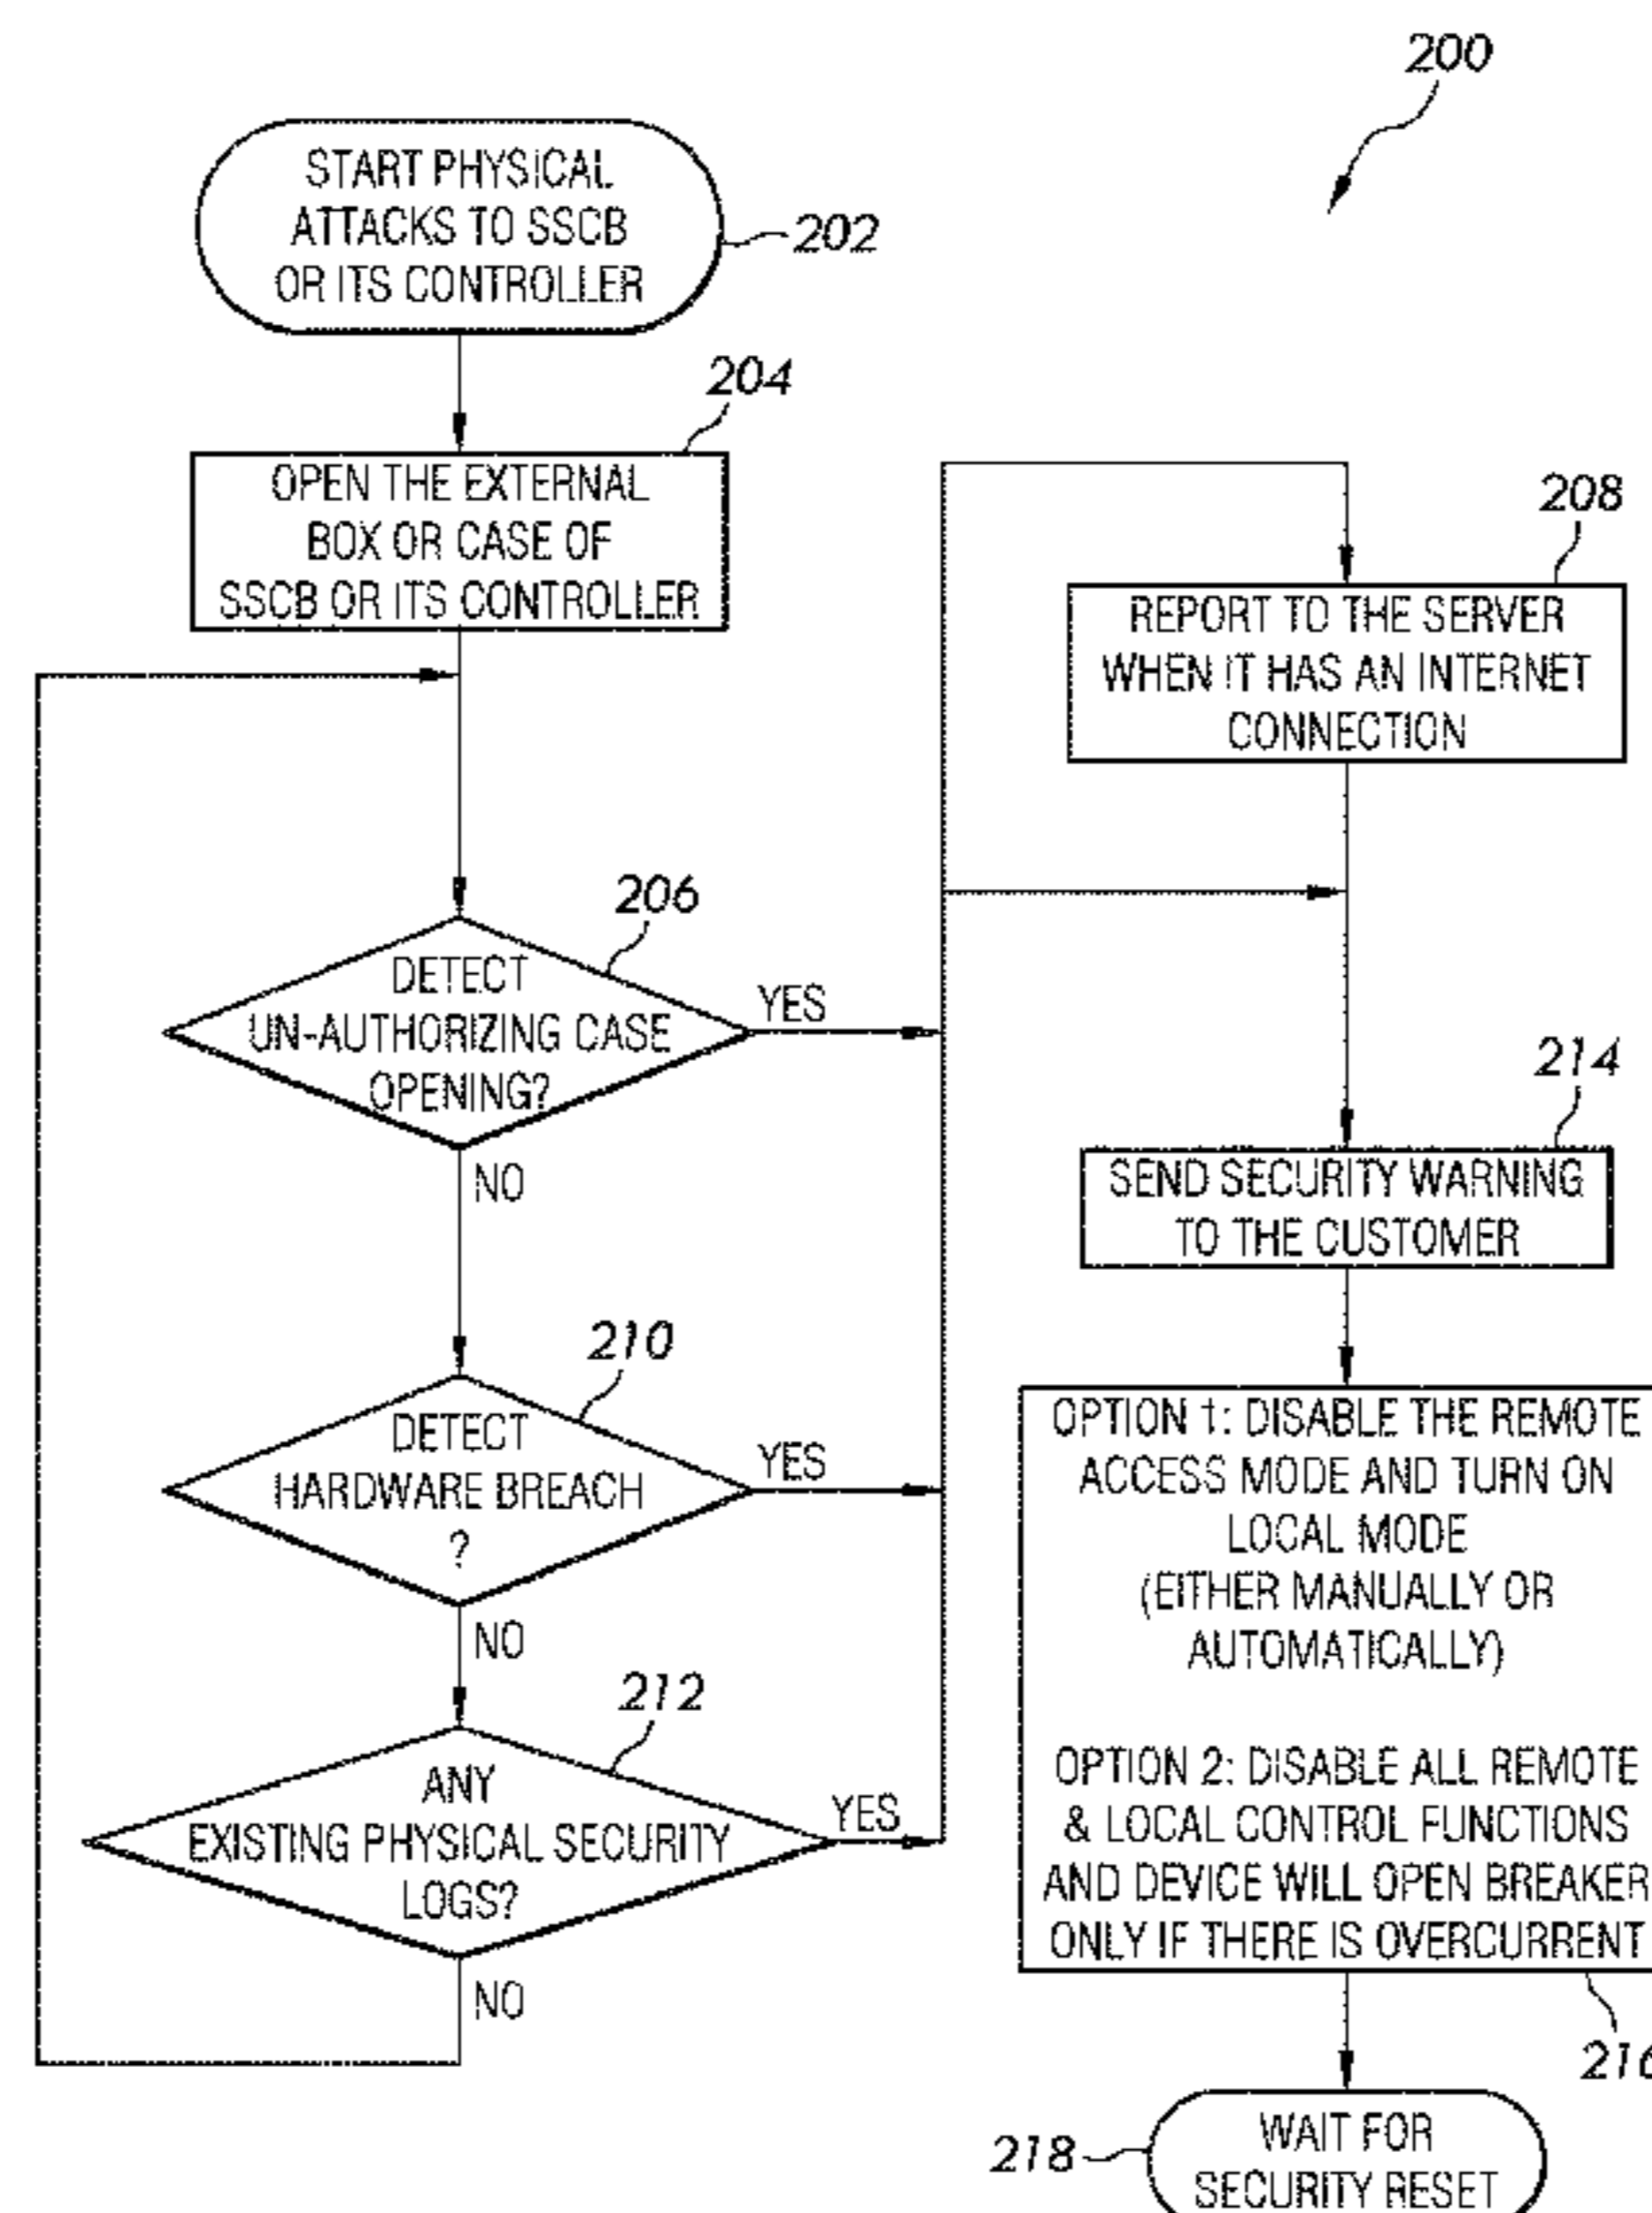 200
START PHYSICAL
ATTACKS TO SSCB
OR ITS CONTROLLER
202
204
OPEN THE EXTERNAL
BOX OR CASE OF
SSCB OR ITS CONTROLLER
208
REPORT TO THE SERVER
WHEN IT HAS AN INTERNET
CONNECTION
206
DETECT
UN-AUTHORIZING CASE
OPENING?
YES
NO
214
SEND SECURITY WARNING
TO THE CUSTOMER
210
DETECT
HARDWARE BREACH
?
YES
NO
212
ANY
EXISTING PHYSICAL SECURITY
LOGS?
YES
NO
OPTION 1: DISABLE THE REMOTE
ACCESS MODE AND TURN ON
LOCAL MODE
(EITHER MANUALLY OR
AUTOMATICALLY)
OPTION 2: DISABLE ALL REMOTE
& LOCAL CONTROL FUNCTIONS
AND DEVICE WILL OPEN BREAKER
ONLY IF THERE IS OVERCURRENT
216
218
WAIT FOR
SECURITY RESET